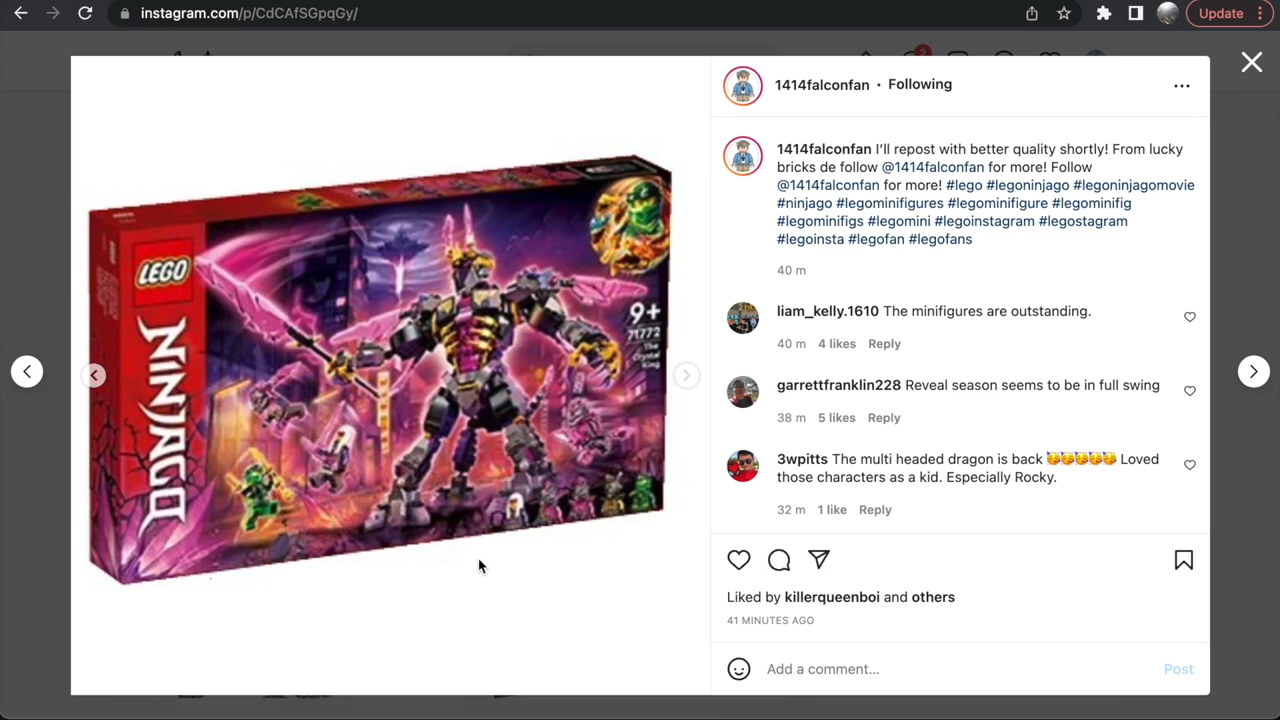 instagram.com/p/CdCAfSGpqGy/
Update
2
1414falconfan • Following
1414falconfan I'll repost with better quality shortly! From lucky
bricks de follow @1414falconfan for more! Follow
@1414falconfan for more! #lego #legoninjago #legoninjagomovie
#ninjago #legominifigures #legominifigure #legominifig
#legominifigs #legomini #legoinstagram #legostagram
#legoinsta #legofan #legofans
40 m
liam_kelly.1610 The minifigures are outstanding.
40 m 4 likes Reply
garrettfranklin228 Reveal season seems to be in full swing
38 m 5 likes Reply
3wpitts The multi headed dragon is back 🥳🥳🥳🥳🥳 Loved
those characters as a kid. Especially Rocky.
32 m 1 like Reply
Liked by killerqueenboi and others
41 MINUTES AGO
Add a comment... Post
LEGO
NINJAGO
9+
71772
The
Crystal
King